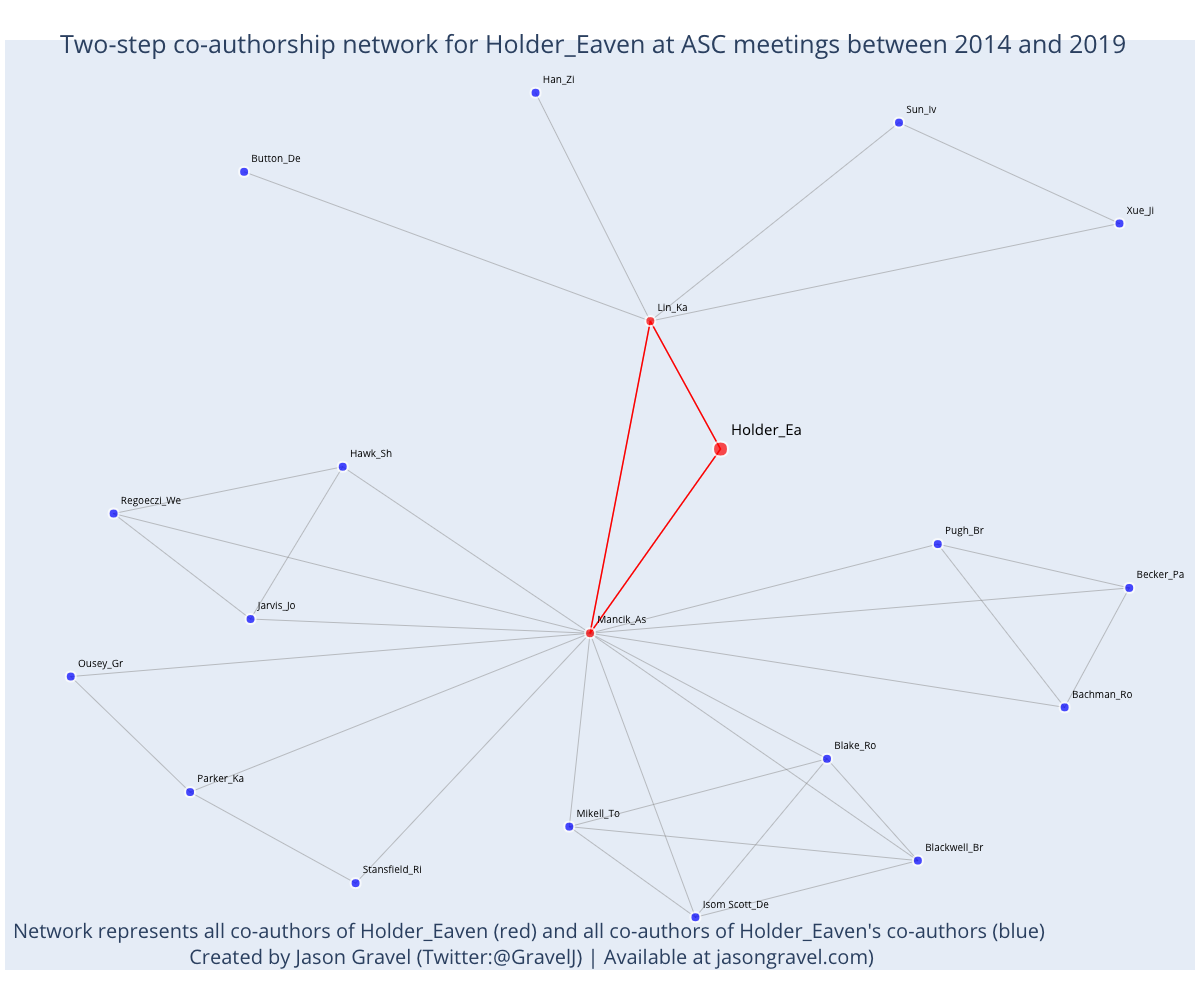 Two-step co-authorship network for Holder_Eaven at ASC meetings between 2014 and 2019
Han_Zi
Sun_Iv
Button_De
Xue_Ji
Lin_Ka
Holder_Ea
Hawk_Sh
Regoeczi_We
Pugh_Br
Becker_Pa
Jarvis_Jo
Mancik_As
Ousey_Gr
Bachman_Ro
Blake_Ro
Parker_Ka
Mikell_To
Blackwell_Br
Stansfield_Ri
Isom Scott_De
Network represents all co-authors of Holder_Eaven (red) and all co-authors of Holder_Eaven's co-authors (blue)
Created by Jason Gravel (Twitter:@GravelJ) | Available at jasongravel.com)